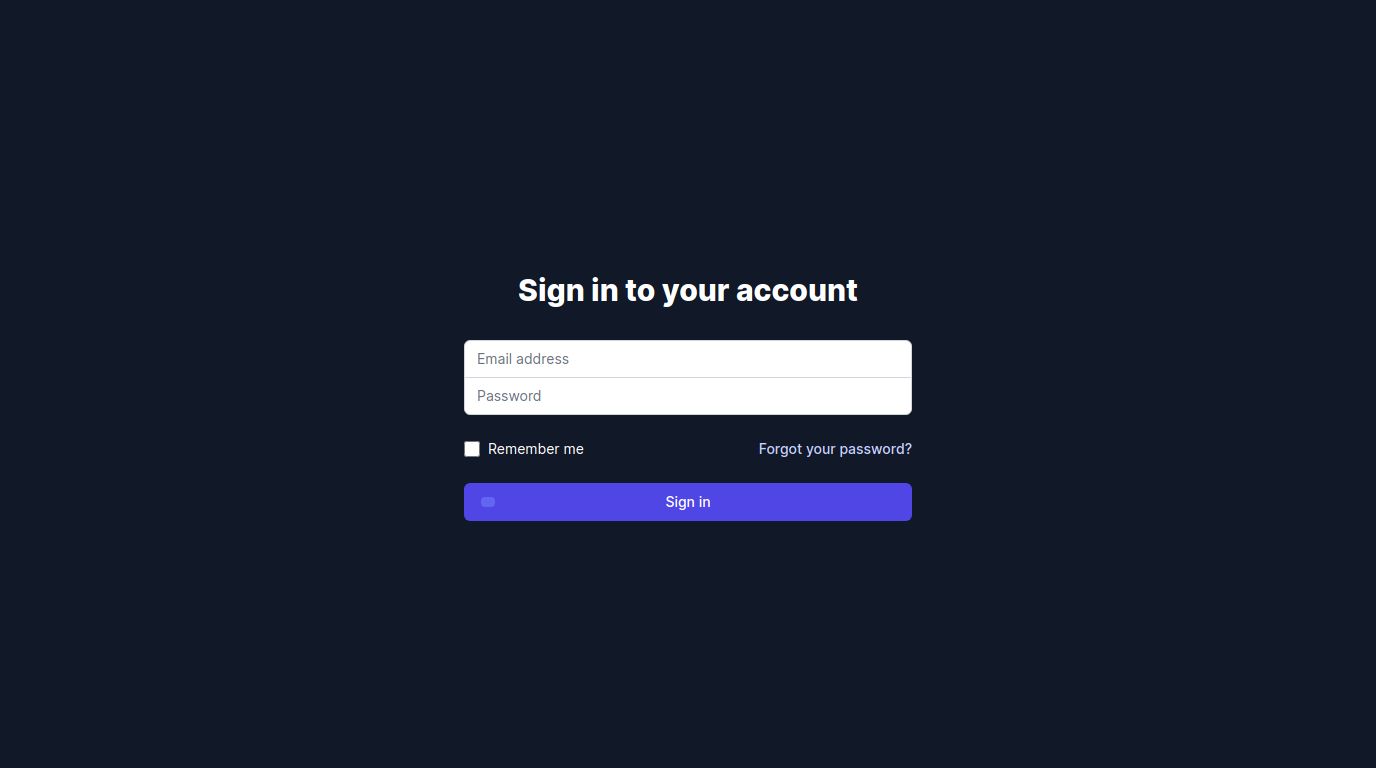 Sign in to your account
Email address
Password
Remember me
Forgot your password?
Sign in